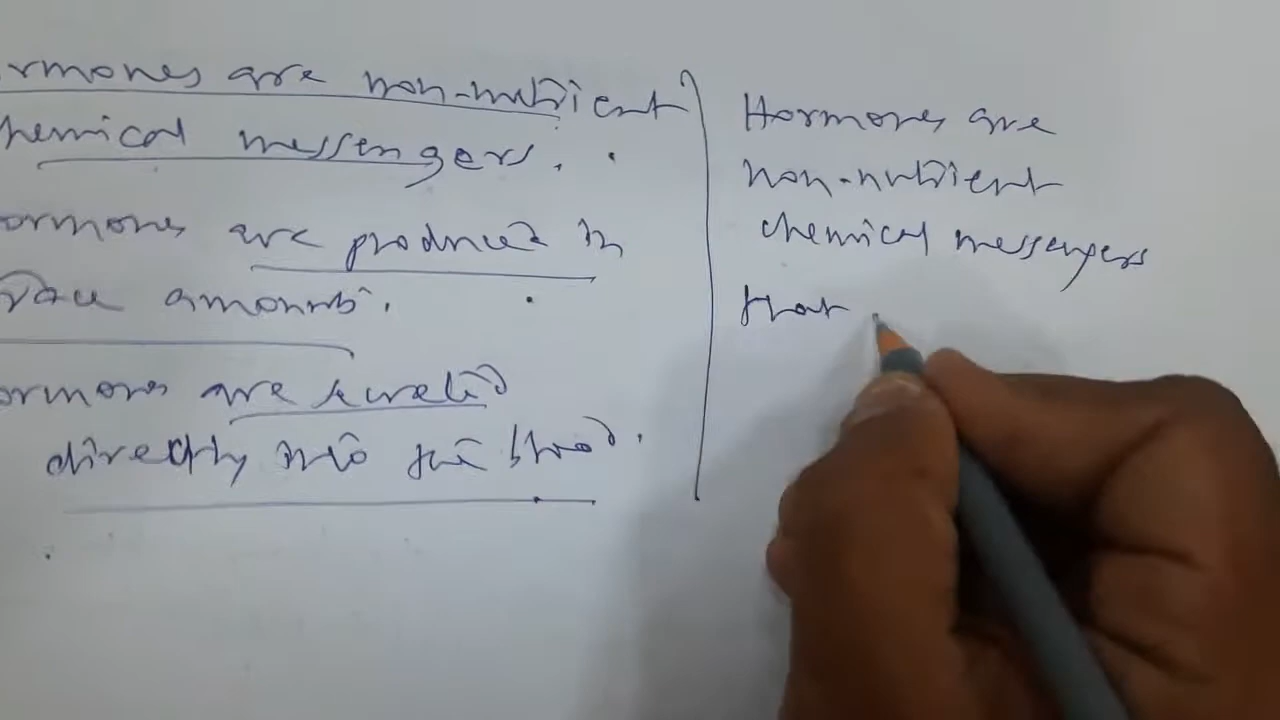 rmones are non-nutrient
hemical messengers.
ormones are produced in
race amounts.
ormones are secreted
directly into the blood.
Hormones are
non-nutrient
chemical messengers
that